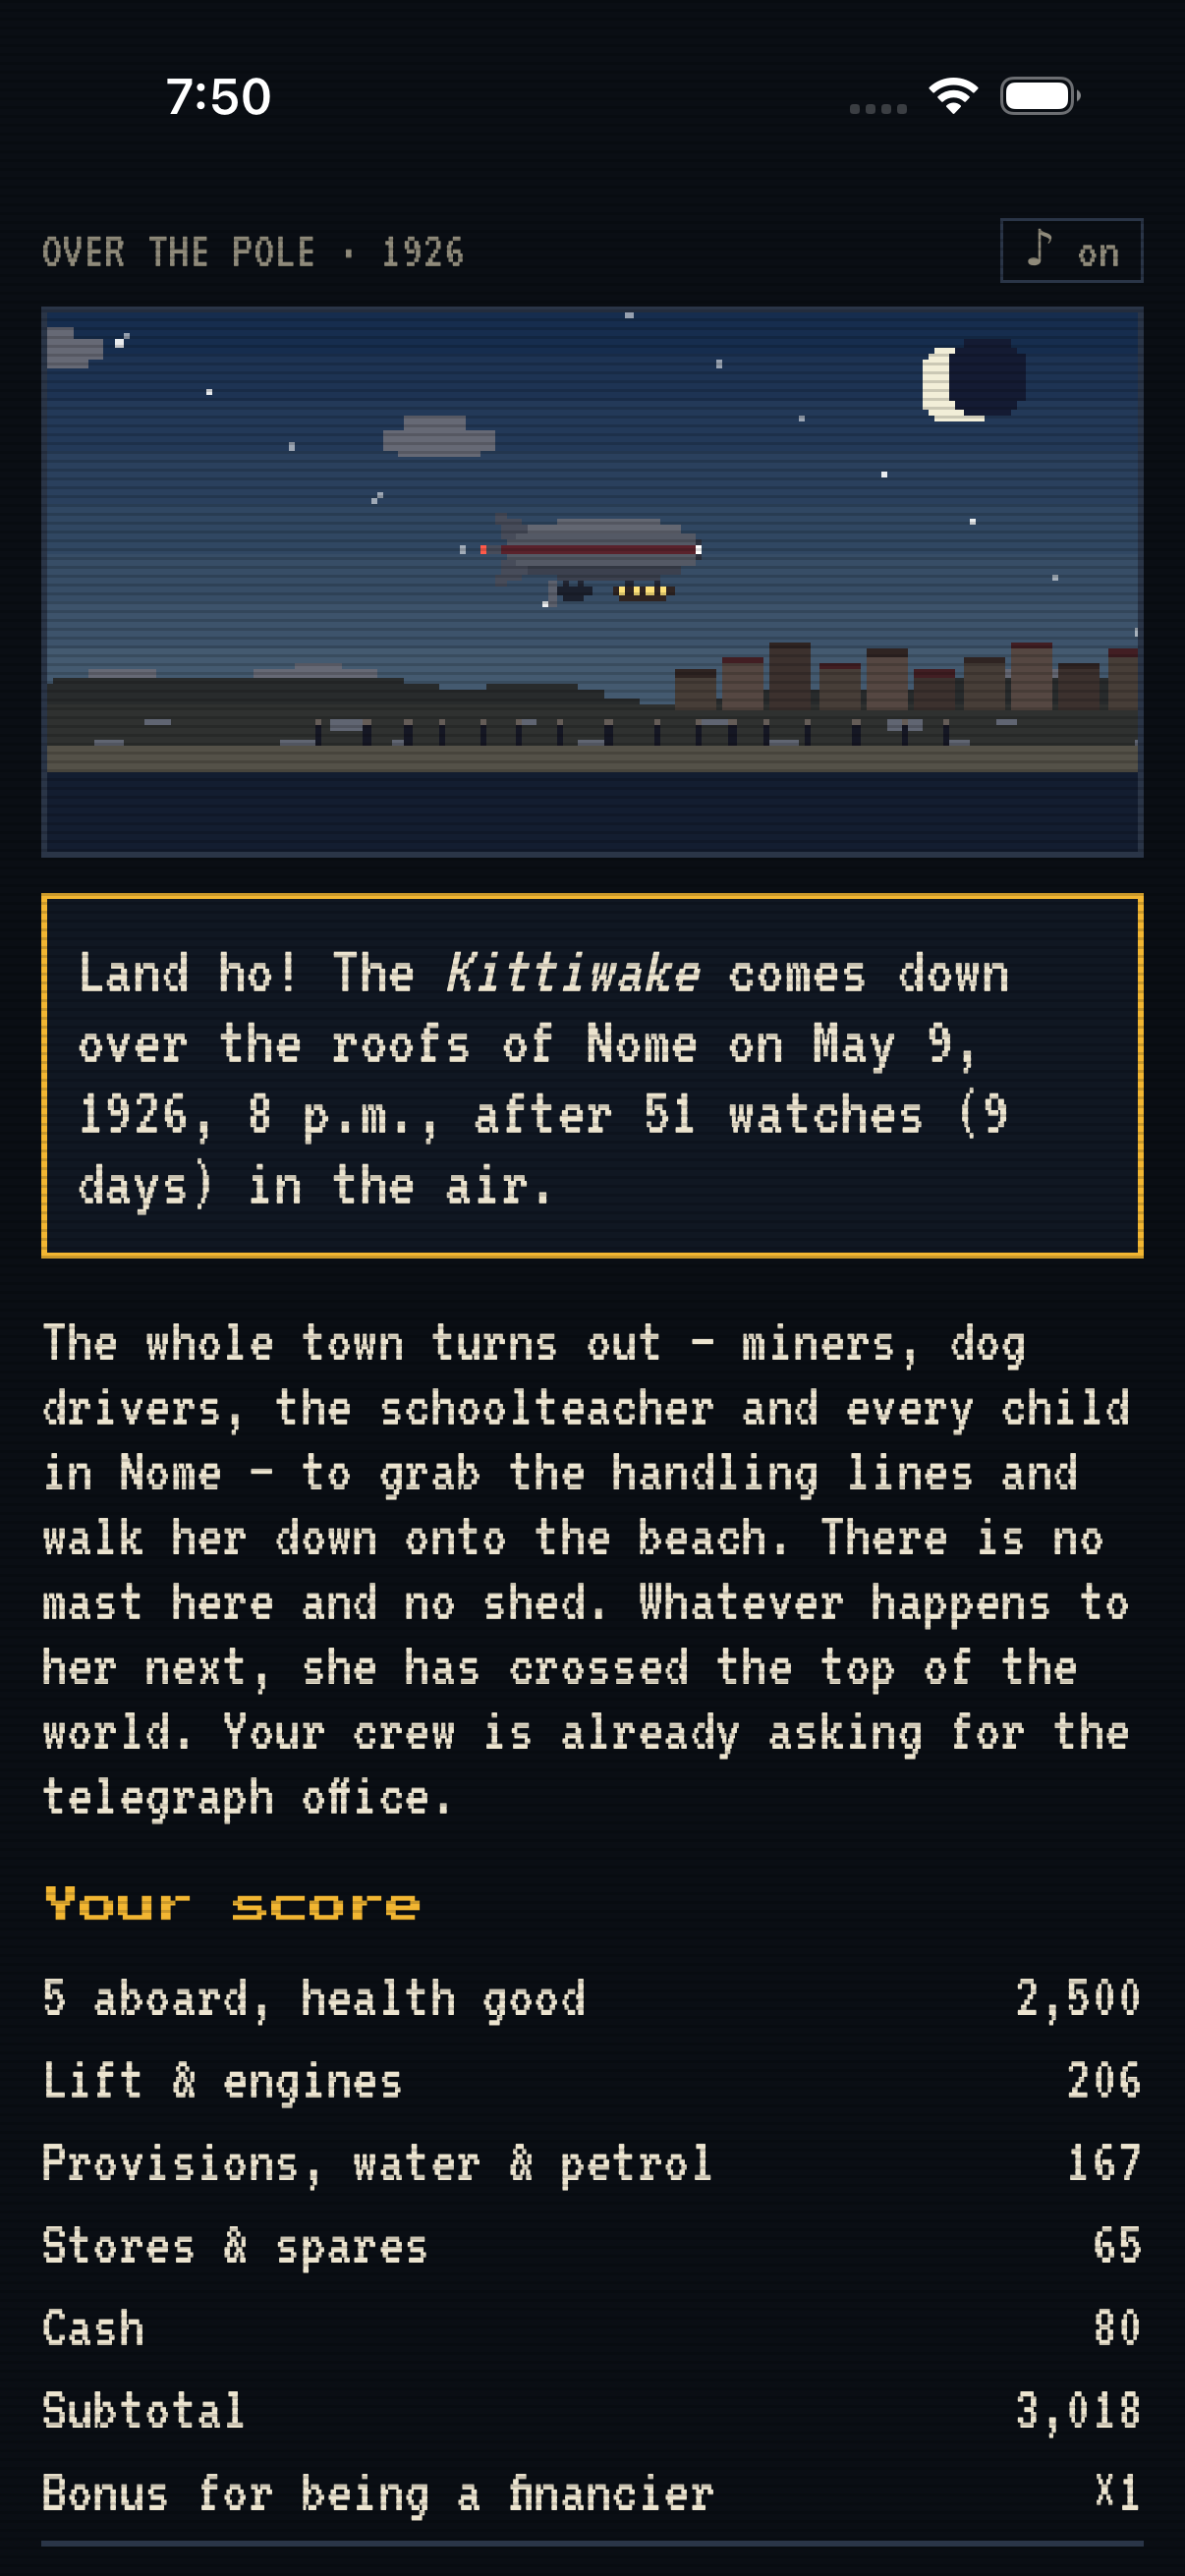 7:50
OVER THE POLE · 1926
♪ on
Land ho! The Kittiwake comes down
over the roofs of Nome on May 9,
1926, 8 p.m., after 51 watches (9
days) in the air.
The whole town turns out – miners, dog
drivers, the schoolteacher and every child
in Nome – to grab the handling lines and
walk her down onto the beach. There is no
mast here and no shed. Whatever happens to
her next, she has crossed the top of the
world. Your crew is already asking for the
telegraph office.
Your score
5 aboard, health good 2,500
Lift & engines 206
Provisions, water & petrol 167
Stores & spares 65
Cash 80
Subtotal 3,018
Bonus for being a financier ×1